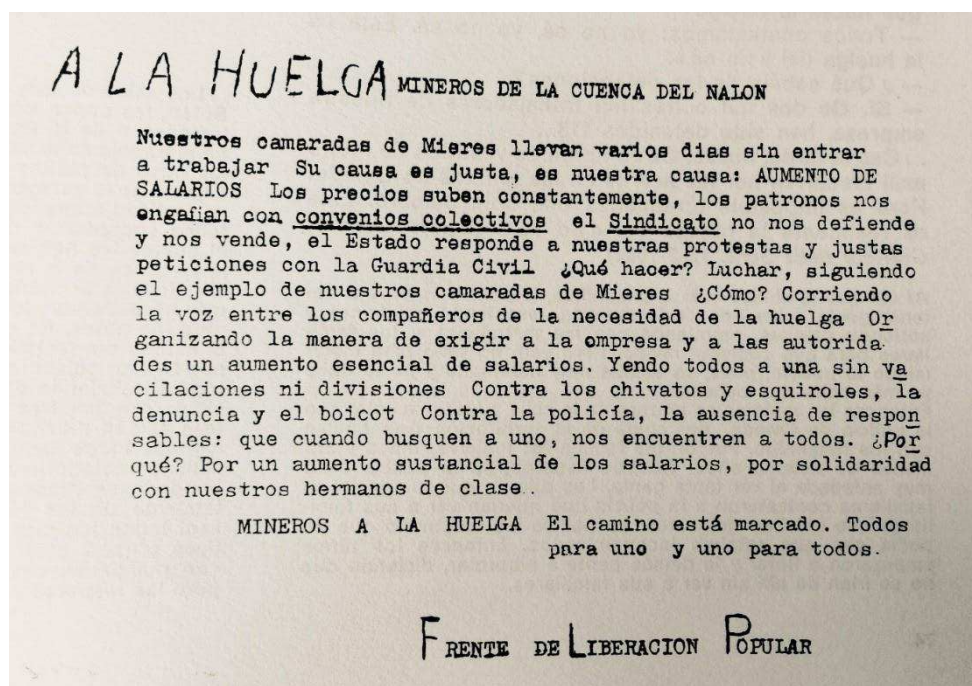 A LA HUELGA MINEROS DE LA CUENCA DEL NALON
Nuestros camaradas de Mieres llevan varios dias sin entrar
a trabajar Su causa es justa, es nuestra causa: AUMENTO DE
SALARIOS Los precios suben constantemente, los patronos nos
engañan con convenios colectivos el Sindicato no nos defiende
y nos vende, el Estado responde a nuestras protestas y justas
peticiones con la Guardia Civil ¿Qué hacer? Luchar, siguiendo
el ejemplo de nuestros camaradas de Mieres ¿Cómo? Corriendo
la voz entre los compañeros de la necesidad de la huelga Or
ganizando la manera de exigir a la empresa y a las autorida
des un aumento esencial de salarios. Yendo todos a una sin va
cilaciones ni divisiones Contra los chivatos y esquiroles, la
denuncia y el boicot Contra la policía, la ausencia de respon
sables: que cuando busquen a uno, nos encuentren a todos. ¿Por
qué? Por un aumento sustancial de los salarios, por solidaridad
con nuestros hermanos de clase..
MINEROS A LA HUELGA El camino está marcado. Todos
para uno y uno para todos.
FRENTE DE LIBERACION POPULAR